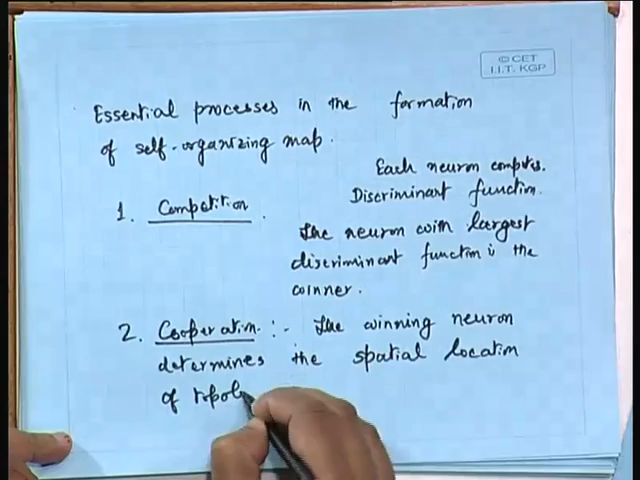 © CET
I.I.T. KGP
Essential processes in the formation
of self-organizing map.
Each neuron computes.
Discriminant function.
1. Competition.
The neuron with largest
discriminant function is the
winner.
2. Cooperation :- The winning neuron
determines the spatial location
of topol